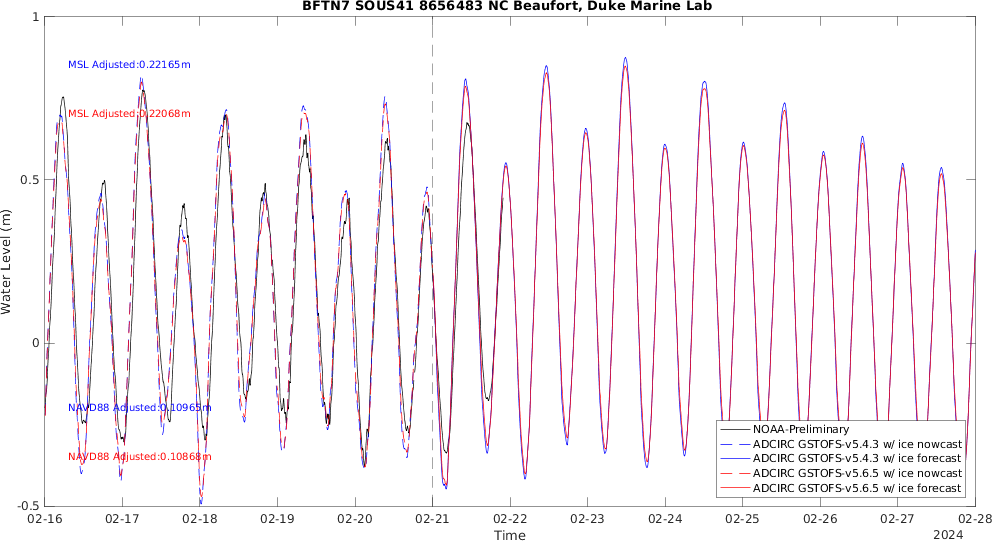 BFTN7 SOUS41 8656483 NC Beaufort, Duke Marine Lab
1
MSL Adjusted:0.22165m
MSL Adjusted:0.22068m
0.5
Water Level (m)
0
NAVD88 Adjusted:0.10965m
NAVD88 Adjusted:0.10868m
NOAA-Preliminary
ADCIRC GSTOFS-v5.4.3 w/ ice nowcast
ADCIRC GSTOFS-v5.4.3 w/ ice forecast
ADCIRC GSTOFS-v5.6.5 w/ ice nowcast
ADCIRC GSTOFS-v5.6.5 w/ ice forecast
-0.5
02-16 02-17 02-18 02-19 02-20 02-21 02-22 02-23 02-24 02-25 02-26 02-27 02-28
Time
2024